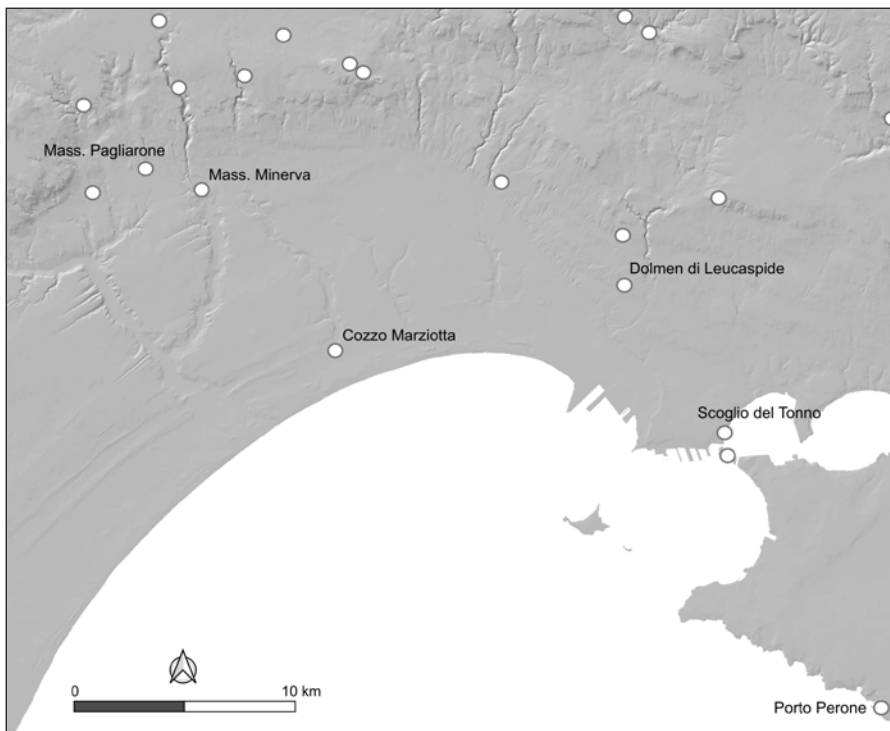 Mass. Pagliarone
Mass. Minerva
Dolmen di Leucaspide
Cozzo Marziotta
Scoglio del Tonno
0 10 km
Porto Perone